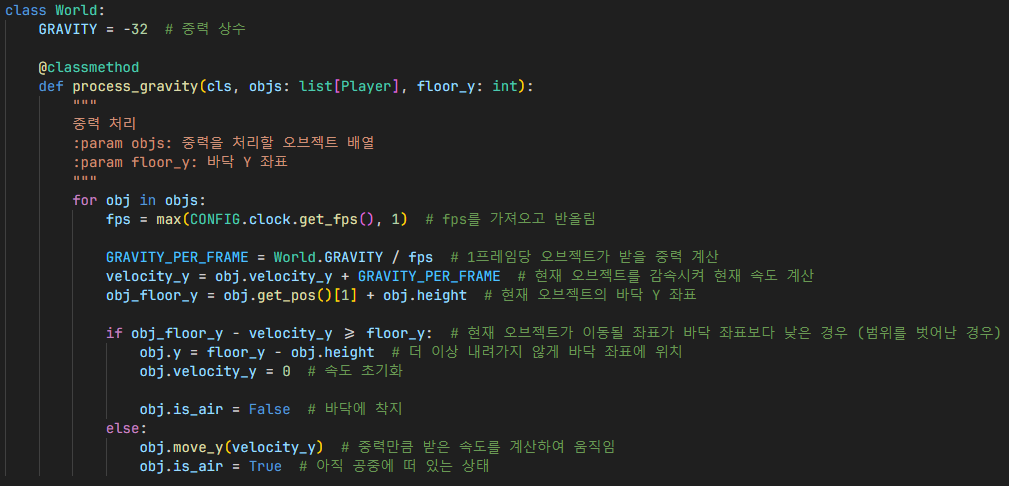 class World:
    GRAVITY = -32  # 중력 상수

    @classmethod
    def process_gravity(cls, objs: list[Player], floor_y: int):
        """
        중력 처리
        :param objs: 중력을 처리할 오브젝트 배열
        :param floor_y: 바닥 Y 좌표
        """
        for obj in objs:
            fps = max(CONFIG.clock.get_fps(), 1)  # fps를 가져오고 반올림

            GRAVITY_PER_FRAME = World.GRAVITY / fps  # 1프레임당 오브젝트가 받을 중력 계산
            velocity_y = obj.velocity_y + GRAVITY_PER_FRAME  # 현재 오브젝트를 감속시켜 현재 속도 계산
            obj_floor_y = obj.get_pos()[1] + obj.height  # 현재 오브젝트의 바닥 Y 좌표

            if obj_floor_y - velocity_y >= floor_y:  # 현재 오브젝트가 이동될 좌표가 바닥 좌표보다 낮은 경우 (범위를 벗어난 경우)
                obj.y = floor_y - obj.height  # 더 이상 내려가지 않게 바닥 좌표에 위치
                obj.velocity_y = 0  # 속도 초기화

                obj.is_air = False  # 바닥에 착지
            else:
                obj.move_y(velocity_y)  # 중력만큼 받은 속도를 계산하여 움직임
                obj.is_air = True  # 아직 공중에 떠 있는 상태